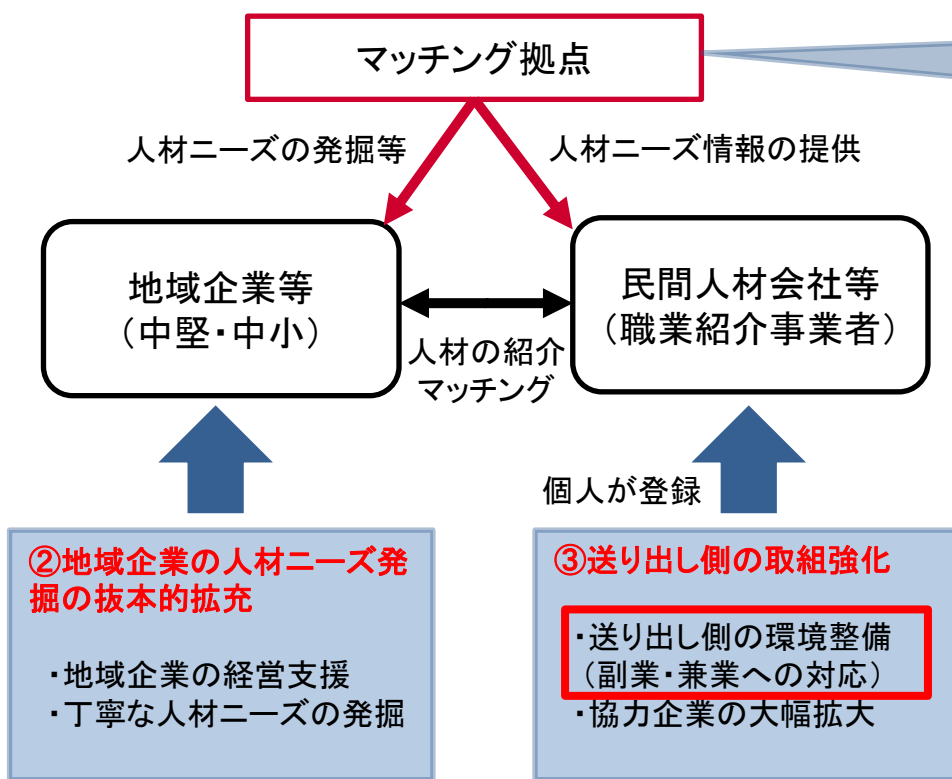 マッチング拠点
人材ニーズの発掘等
人材ニーズ情報の提供
地域企業等
（中堅・中小）
民間人材会社等
（職業紹介事業者）
人材の紹介
マッチング
個人が登録
②地域企業の人材ニーズ発
掘の抜本的拡充
・地域企業の経営支援
・丁寧な人材ニーズの発掘
③送り出し側の取組強化
・送り出し側の環境整備
（副業・兼業への対応）
・協力企業の大幅拡大